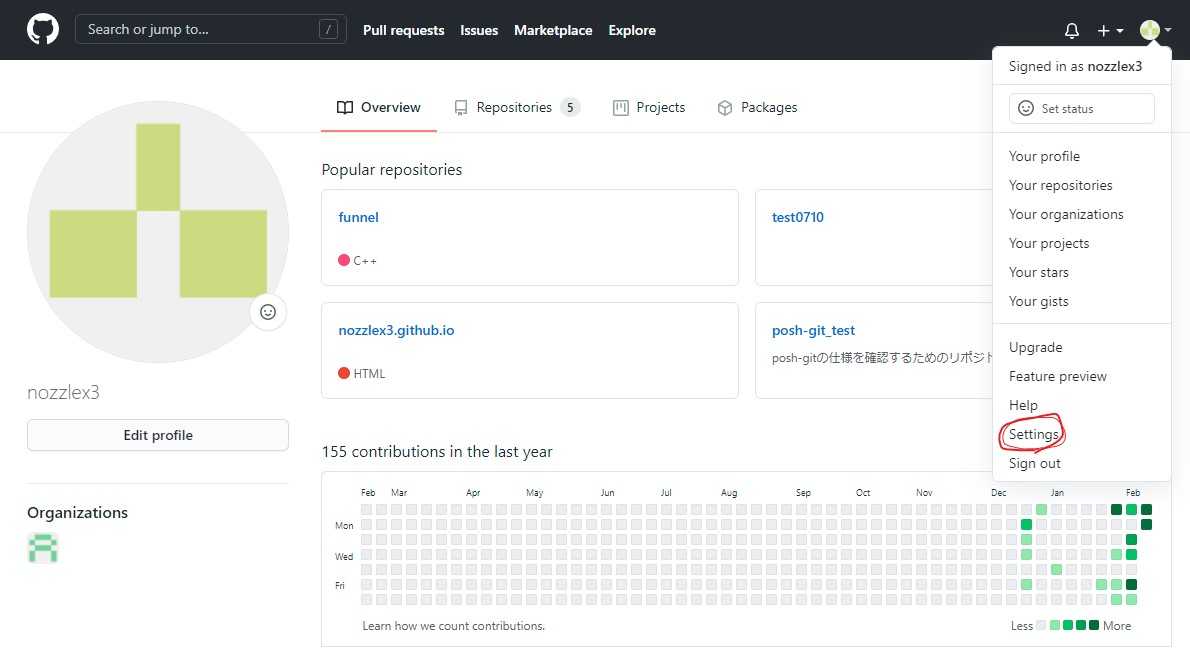 Search or jump to... /
Pull requests Issues Marketplace Explore
Signed in as nozzlex3
Set status
Your profile
Your repositories
Your organizations
Your projects
Your stars
Your gists
Upgrade
Feature preview
Help
Settings
Sign out
Overview Repositories 5 Projects Packages
nozzlex3
Edit profile
Organizations
Popular repositories
funnel
C++
test0710
nozzlex3.github.io
HTML
posh-git_test
posh-gitの仕様を確認するためのリポジト
155 contributions in the last year
Feb Mar Apr May Jun Jul Aug Sep Oct Nov Dec Jan Feb
Mon
Wed
Fri
Learn how we count contributions.
Less More